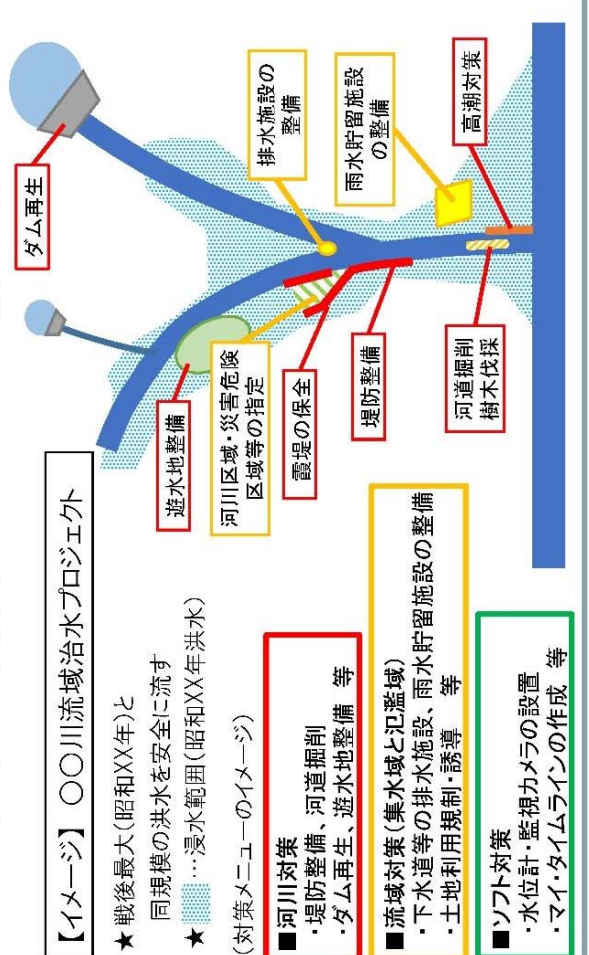 【イメージ】 〇〇川流域治水プロジェクト
★戦後最大(昭和XX年)と
同規模の洪水を安全に流す
★ …浸水範囲(昭和XX年洪水)
(対策メニューのイメージ)
■河川対策
・堤防整備、河道掘削
・ダム再生、遊水地整備 等
■流域対策(集水域と氾濫域)
・下水道等の排水施設、雨水貯留施設の整備
・土地利用規制・誘導 等
■ソフト対策
・水位計・監視カメラの設置
・マイ・タイムラインの作成 等
ダム再生
遊水地整備
河川区域・災害危険
区域等の指定
霞堤の保全
堤防整備
河道掘削
樹木伐採
排水施設の
整備
雨水貯留施設
の整備
高潮対策